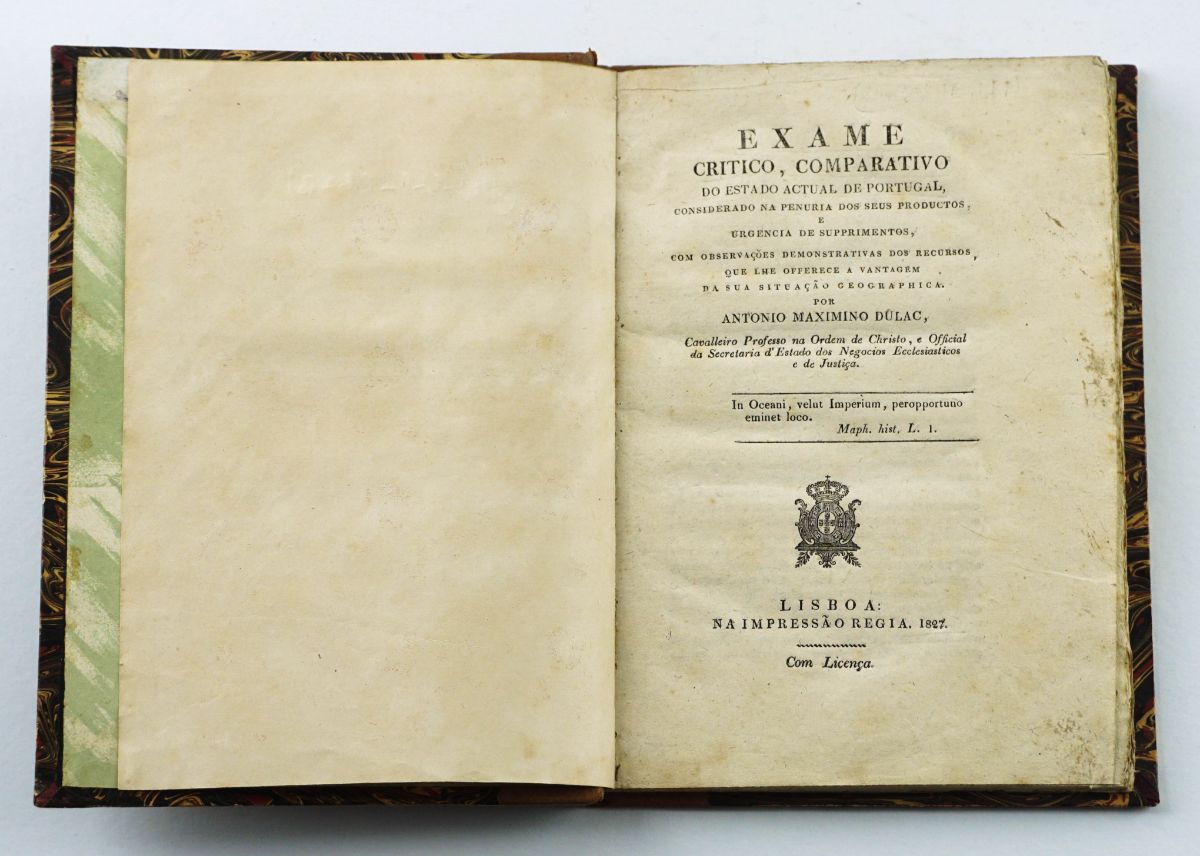 EXAME
CRITICO, COMPARATIVO
DO ESTADO ACTUAL DE PORTUGAL,
CONSIDERADO NA PENURIA DOS SEUS PRODUCTOS,
E
URGENCIA DE SUPPRIMENTOS,
COM OBSERVAÇÕES DEMONSTRATIVAS DOS RECURSOS,
QUE LHE OFFERECE A VANTAGEM
DA SUA SITUAÇÃO GEOGRAPHICA.
POR
ANTONIO MAXIMINO DULAC,
Cavalleiro Professo na Ordem de Christo, e Official
da Secretaria d'Estado dos Negocios Ecclesiasticos
e de Justiça.
In Oceani, velut Imperium, peropportuno
eminet loco.
Maph. hist. L. 1.
LISBOA:
NA IMPRESSÃO REGIA. 1827.
Com Licença.